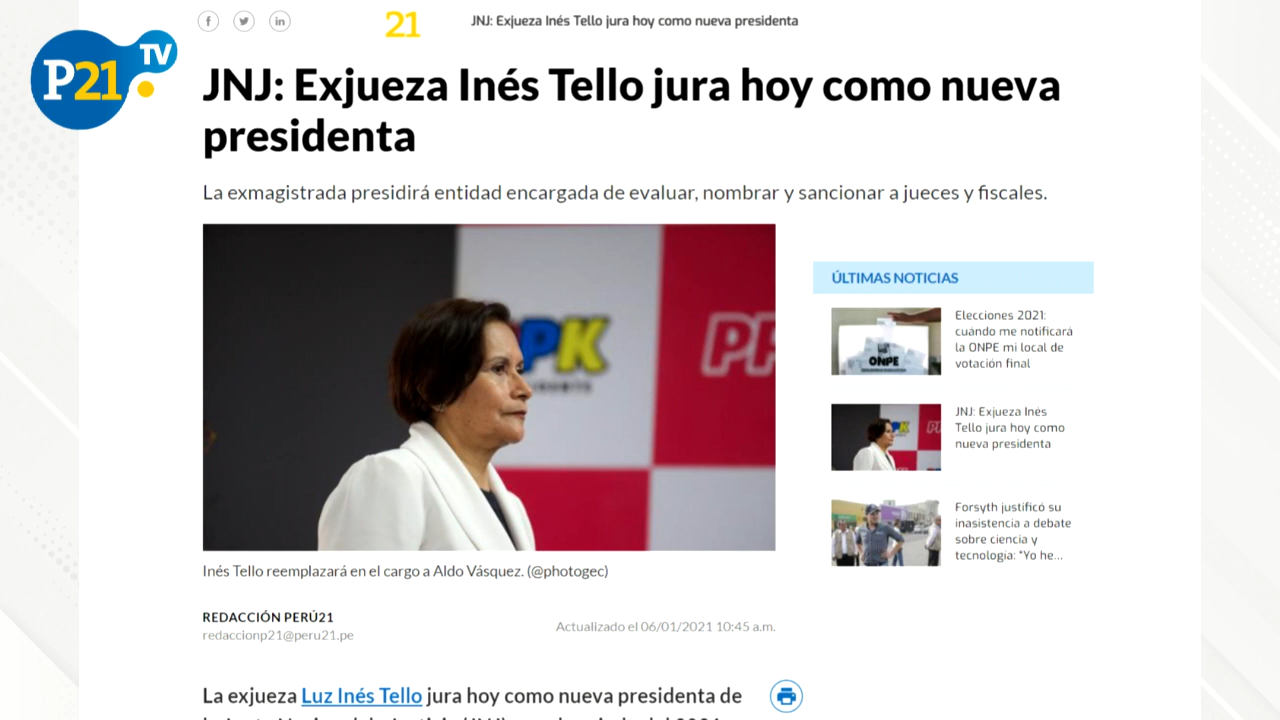 P21
TV
21
JNJ: Exjueza Inés Tello jura hoy como nueva presidenta
JNJ: Exjueza Inés Tello jura hoy como nueva
presidenta
La exmagistrada presidirá entidad encargada de evaluar, nombrar y sancionar a jueces y fiscales.
PK
PP
Inés Tello reemplazará en el cargo a Aldo Vásquez. (@photogec)
REDACCIÓN PERÚ21
redaccionp21@peru21.pe
Actualizado el 06/01/2021 10:45 a.m.
La exjueza Luz Inés Tello jura hoy como nueva presidenta de
ÚLTIMAS NOTICIAS
Elecciones 2021:
cuándo me notificará
la ONPE mi local de
votación final
ONPE
JNJ: Exjueza Inés
Tello jura hoy como
nueva presidenta
Forsyth justificó su
inasistencia a debate
sobre ciencia y
tecnología: "Yo he...